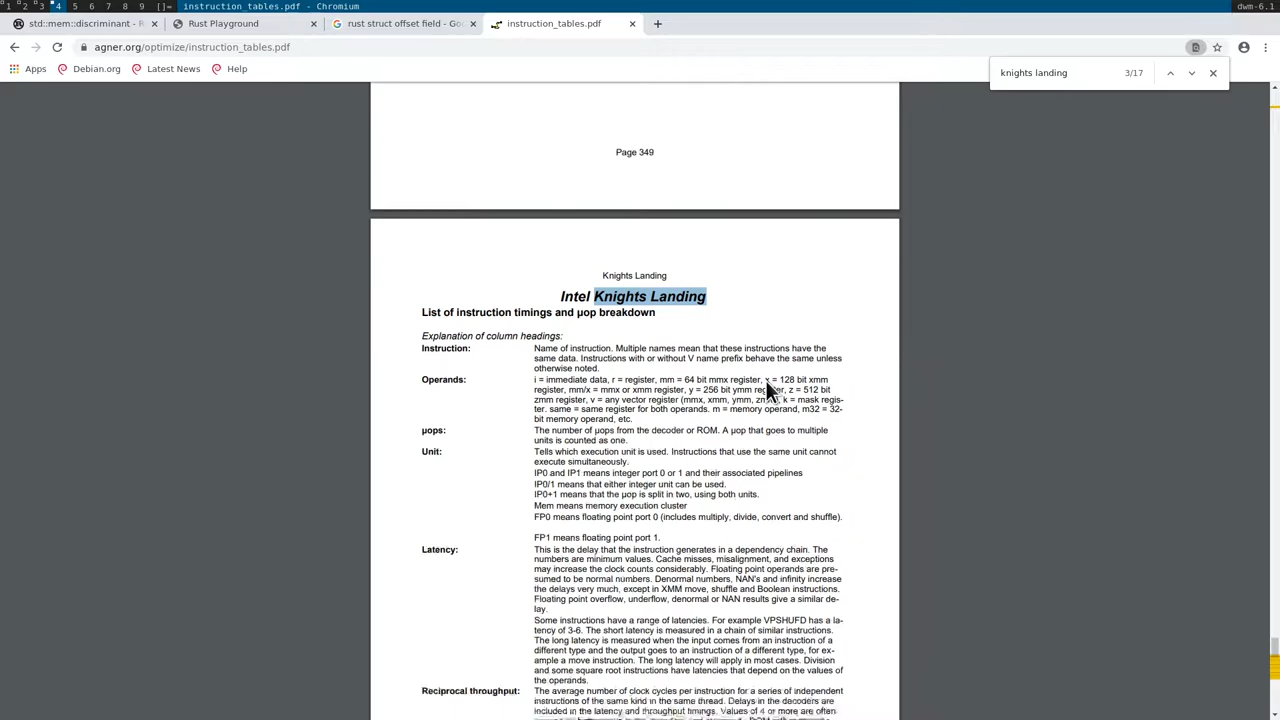 1 2 3 4 5 6 7 8 9 []= instruction_tables.pdf - Chromium dwm-6.1
std::mem::discriminant - R
Rust Playground
rust struct offset field - Goo
instruction_tables.pdf
agner.org/optimize/instruction_tables.pdf
Apps Debian.org Latest News Help
knights landing 3/17
Page 349
Knights Landing
Intel Knights Landing
List of instruction timings and µop breakdown
Explanation of column headings:
Instruction: Name of instruction. Multiple names mean that these instructions have the
same data. Instructions with or without V name prefix behave the same unless
otherwise noted.
Operands: i = immediate data, r = register, mm = 64 bit mmx register, x = 128 bit xmm
register, mm/x = mmx or xmm register, y = 256 bit ymm register, z = 512 bit
zmm register, v = any vector register (mmx, xmm, ymm, zm k = mask regis-
ter. same = same register for both operands. m = memory operand, m32 = 32-
bit memory operand, etc.
µops: The number of µops from the decoder or ROM. A µop that goes to multiple
units is counted as one.
Unit: Tells which execution unit is used. Instructions that use the same unit cannot
execute simultaneously.
IP0 and IP1 means integer port 0 or 1 and their associated pipelines
IP0/1 means that either integer unit can be used.
IP0+1 means that the µop is split in two, using both units.
Mem means memory execution cluster
FP0 means floating point port 0 (includes multiply, divide, convert and shuffle).
FP1 means floating point port 1.
Latency: This is the delay that the instruction generates in a dependency chain. The
numbers are minimum values. Cache misses, misalignment, and exceptions
may increase the clock counts considerably. Floating point operands are pre-
sumed to be normal numbers. Denormal numbers, NAN's and infinity increase
the delays very much, except in XMM move, shuffle and Boolean instructions.
Floating point overflow, underflow, denormal or NAN results give a similar de-
lay.
Some instructions have a range of latencies. For example VPSHUFD has a la-
tency of 3-6. The short latency is measured in a chain of similar instructions.
The long latency is measured when the input comes from an instruction of a
different type and the output goes to an instruction of a different type, for ex-
ample a move instruction. The long latency will apply in most cases. Division
and some square root instructions have latencies that depend on the values of
the operands.
Reciprocal throughput: The average number of clock cycles per instruction for a series of independent
instructions of the same kind in the same thread. Delays in the decoders are
included in the latency and throughput timings. Values of 4 or more are often